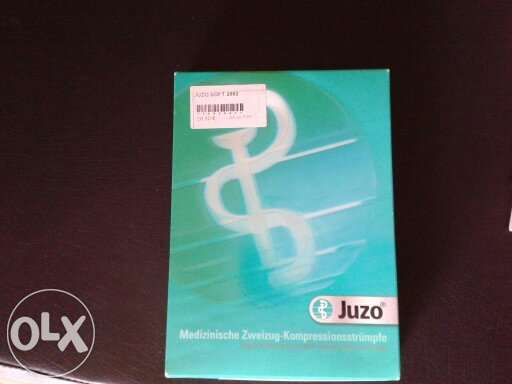 JUZO SOFT 2002
Juzo®
Medizinische Zweizug-Kompressionsstrümpfe
OLX